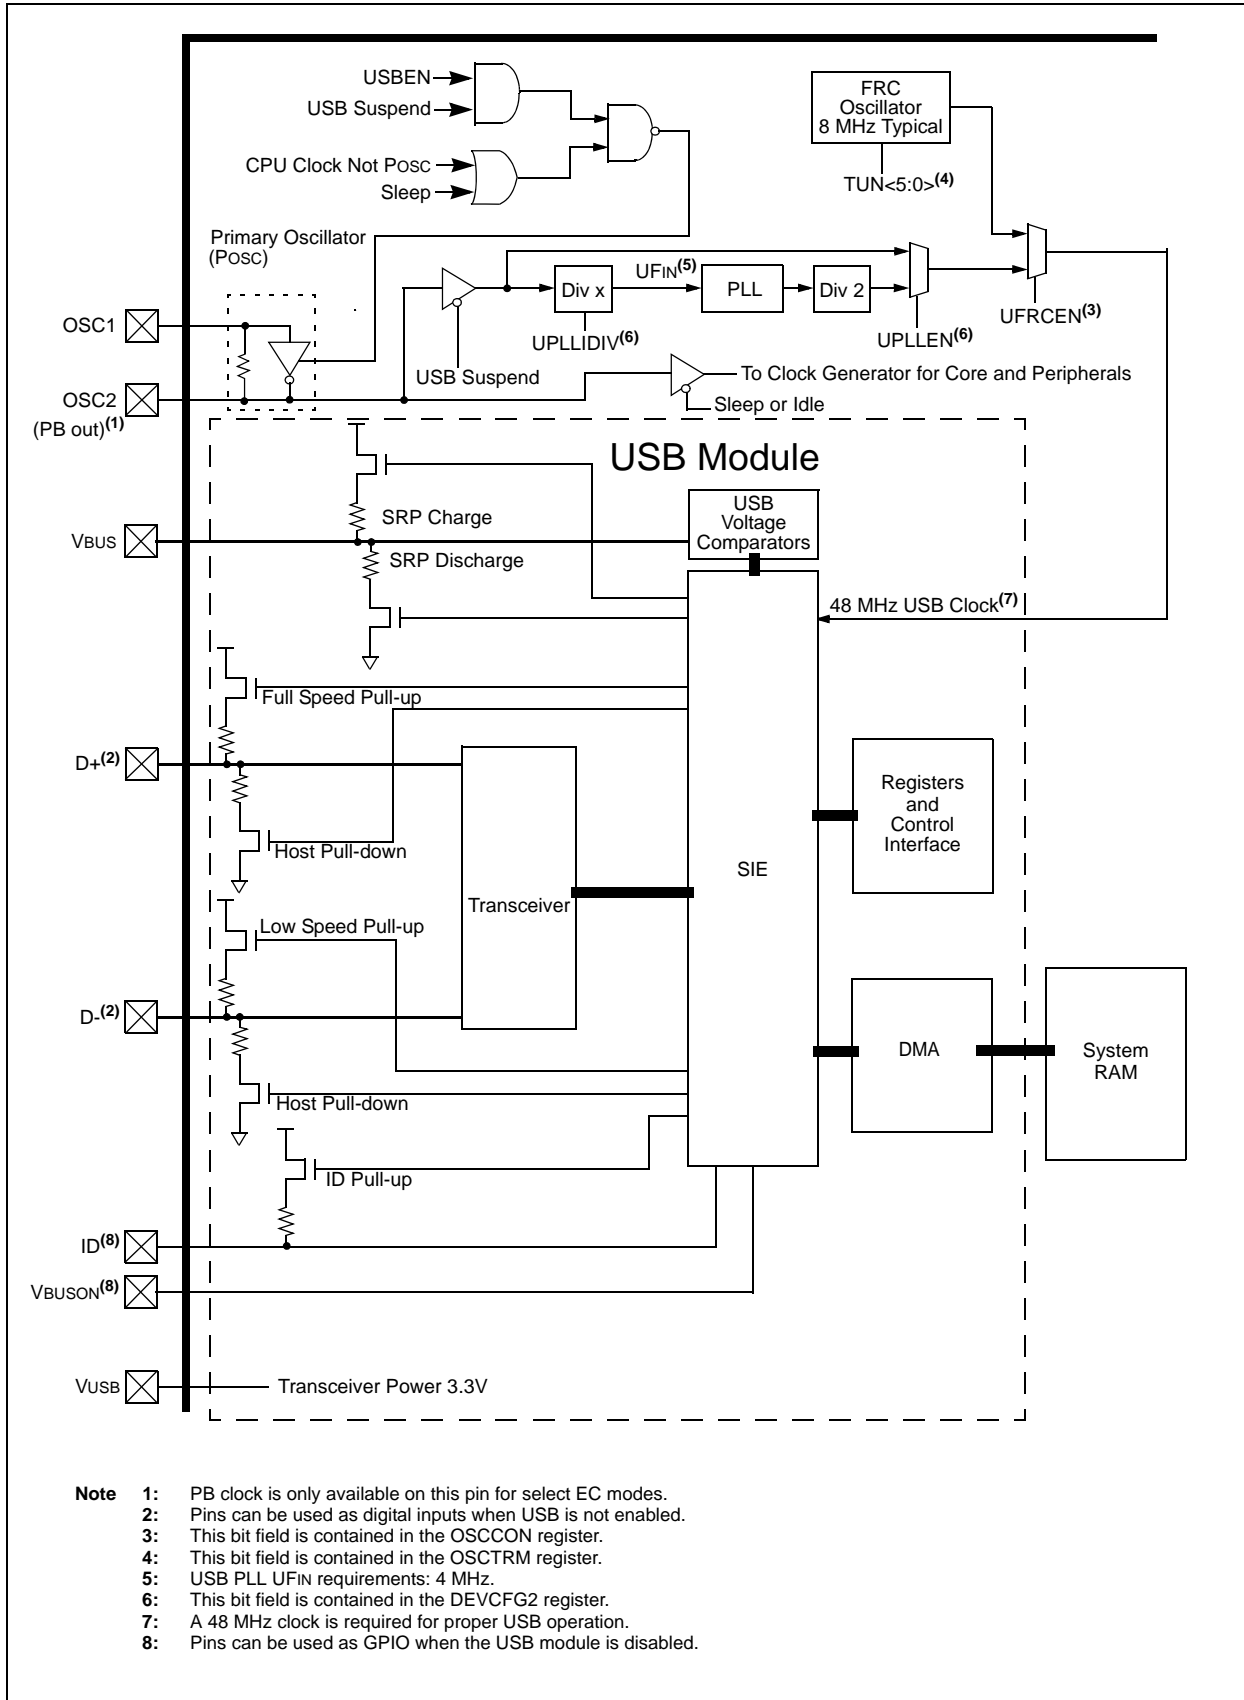 USBEN
USB Suspend
CPU Clock Not POSC
Sleep
FRC
Oscillator
8 MHz Typical
TUN<5:0>(4)
Primary Oscillator
(POSC)
UFIN(5)
Div x
PLL
Div 2
UFRCEN(3)
OSC1
UPLLIDIV(6)
UPLLEN(6)
USB Suspend
To Clock Generator for Core and Peripherals
OSC2
(PB out)(1)
Sleep or Idle
USB Module
USB
Voltage
Comparators
SRP Charge
VBUS
SRP Discharge
48 MHz USB Clock(7)
Full Speed Pull-up
D+(2)
Registers
and
Control
Interface
Host Pull-down
SIE
Transceiver
Low Speed Pull-up
D-(2)
DMA
System
RAM
Host Pull-down
ID Pull-up
ID(8)
VBUSON(8)
VUSB
Transceiver Power 3.3V
Note 1: PB clock is only available on this pin for select EC modes.
2: Pins can be used as digital inputs when USB is not enabled.
3: This bit field is contained in the OSCCON register.
4: This bit field is contained in the OSCTRM register.
5: USB PLL UFIN requirements: 4 MHz.
6: This bit field is contained in the DEVCFG2 register.
7: A 48 MHz clock is required for proper USB operation.
8: Pins can be used as GPIO when the USB module is disabled.